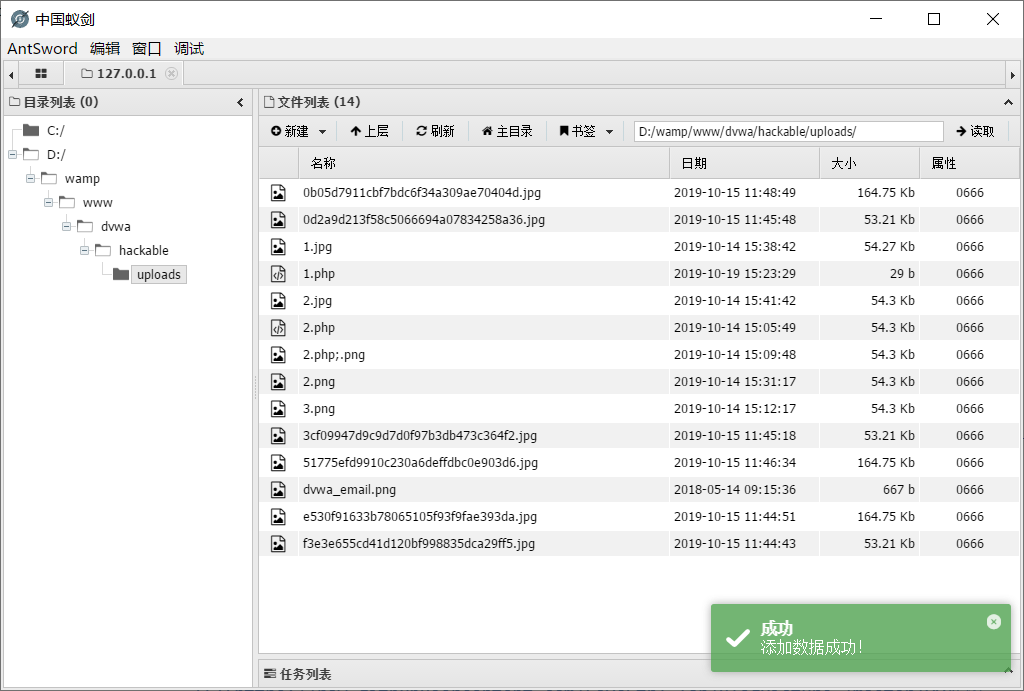 中国蚁剑
AntSword 编辑 窗口 调试
127.0.0.1
目录列表 (0)
C:/
D:/
wamp
www
dvwa
hackable
uploads
文件列表 (14)
新建 上层 刷新 主目录 书签 D:/wamp/www/dvwa/hackable/uploads/ 读取
名称 日期 大小 属性
0b05d7911cbf7bdc6f34a309ae70404d.jpg 2019-10-15 11:48:49 164.75 Kb 0666
0d2a9d213f58c5066694a07834258a36.jpg 2019-10-15 11:45:48 53.21 Kb 0666
1.jpg 2019-10-14 15:38:42 54.27 Kb 0666
1.php 2019-10-19 15:23:29 29 b 0666
2.jpg 2019-10-14 15:41:42 54.3 Kb 0666
2.php 2019-10-14 15:05:49 54.3 Kb 0666
2.php;.png 2019-10-14 15:09:48 54.3 Kb 0666
2.png 2019-10-14 15:31:17 54.3 Kb 0666
3.png 2019-10-14 15:12:17 54.3 Kb 0666
3cf09947d9c9d7d0f97b3db473c364f2.jpg 2019-10-15 11:45:18 53.21 Kb 0666
51775efd9910c230a6deffdbc0e903d6.jpg 2019-10-15 11:46:34 164.75 Kb 0666
dvwa_email.png 2018-05-14 09:15:36 667 b 0666
e530f91633b78065105f93f9fae393da.jpg 2019-10-15 11:44:51 164.75 Kb 0666
f3e3e655cd41d120bf998835dca29ff5.jpg 2019-10-15 11:44:43 53.21 Kb 0666
成功
添加数据成功!
任务列表